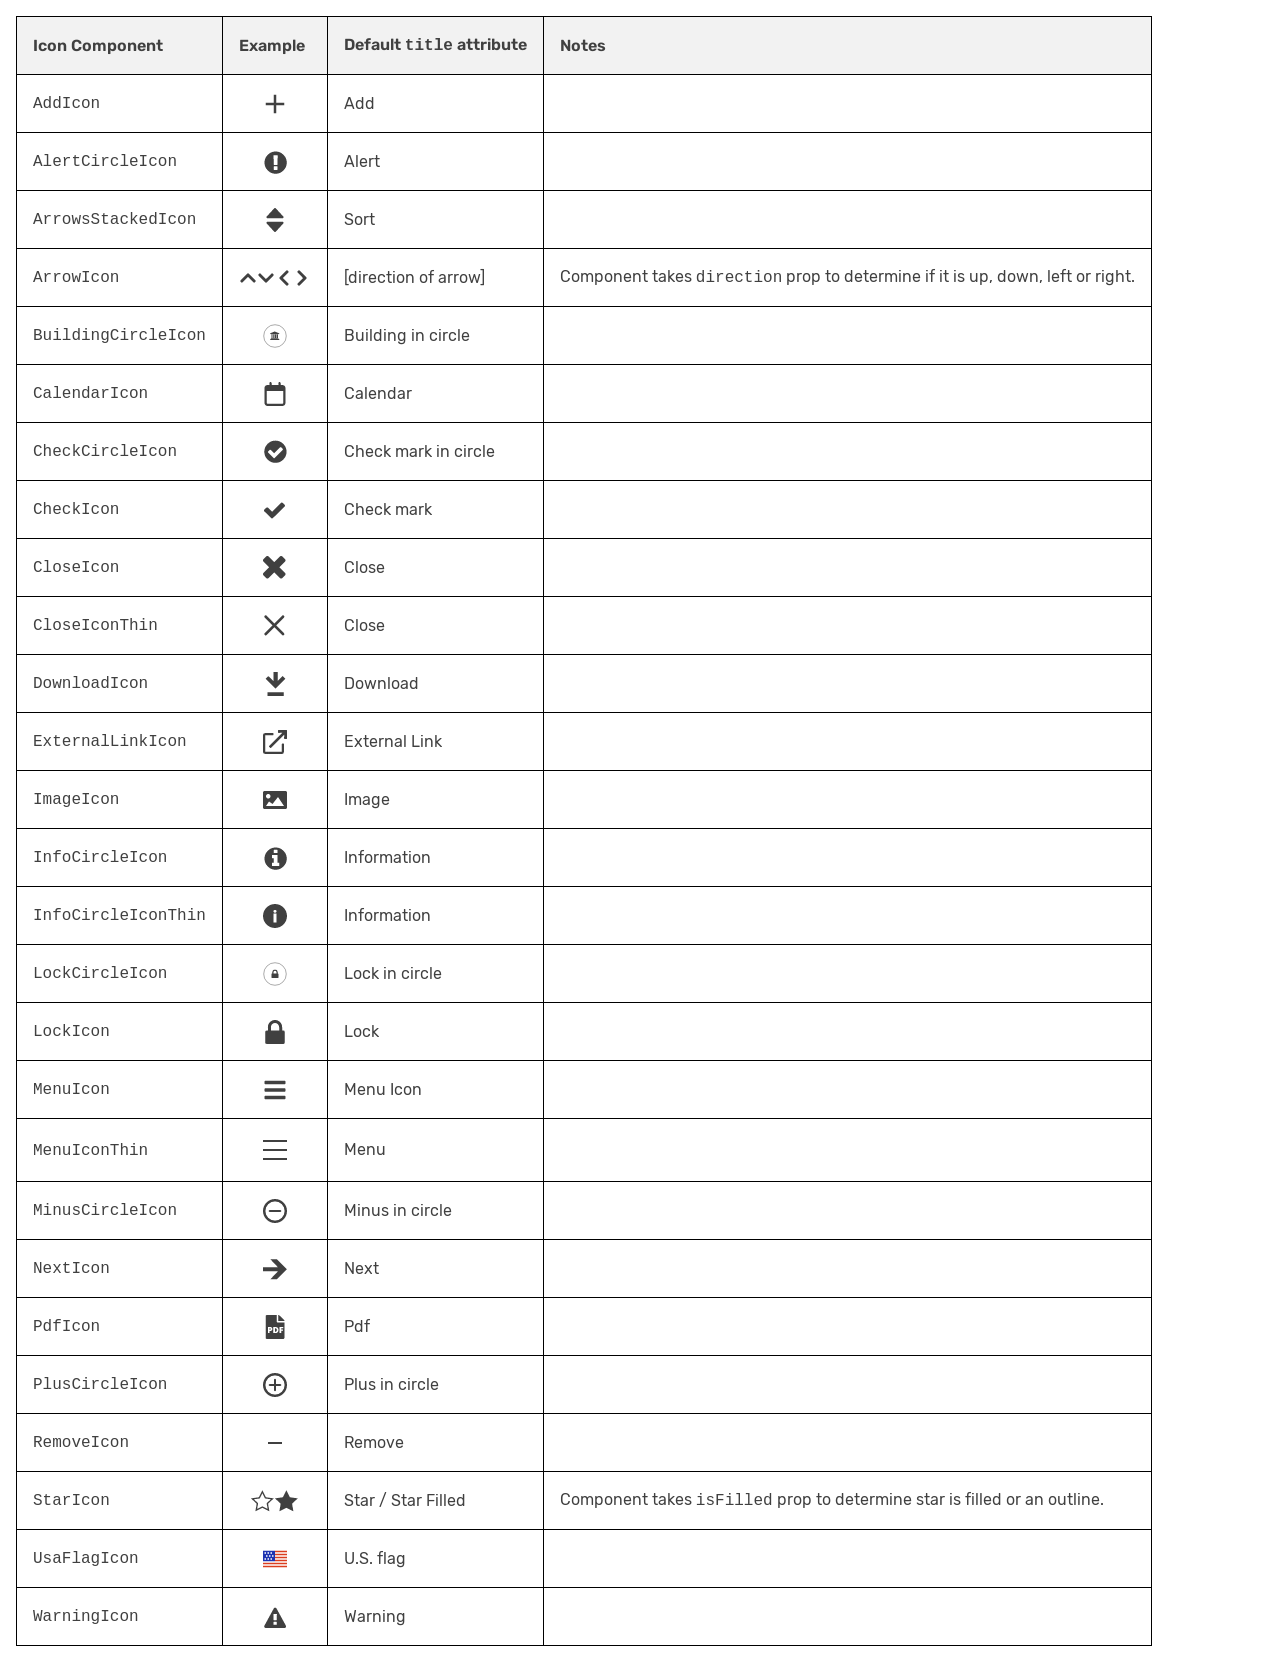 Icon Component Example Default title attribute Notes
AddIcon Add
AlertCircleIcon Alert
ArrowsStackedIcon Sort
ArrowIcon [direction of arrow] Component takes direction prop to determine if it is up, down, left or right.
BuildingCircleIcon Building in circle
CalendarIcon Calendar
CheckCircleIcon Check mark in circle
CheckIcon Check mark
CloseIcon Close
CloseIconThin Close
DownloadIcon Download
ExternalLinkIcon External Link
ImageIcon Image
InfoCircleIcon Information
InfoCircleIconThin Information
LockCircleIcon Lock in circle
LockIcon Lock
MenuIcon Menu Icon
MenuIconThin Menu
MinusCircleIcon Minus in circle
NextIcon Next
PdfIcon PDF Pdf
PlusCircleIcon Plus in circle
RemoveIcon Remove
StarIcon Star / Star Filled Component takes isFilled prop to determine star is filled or an outline.
UsaFlagIcon U.S. flag
WarningIcon Warning